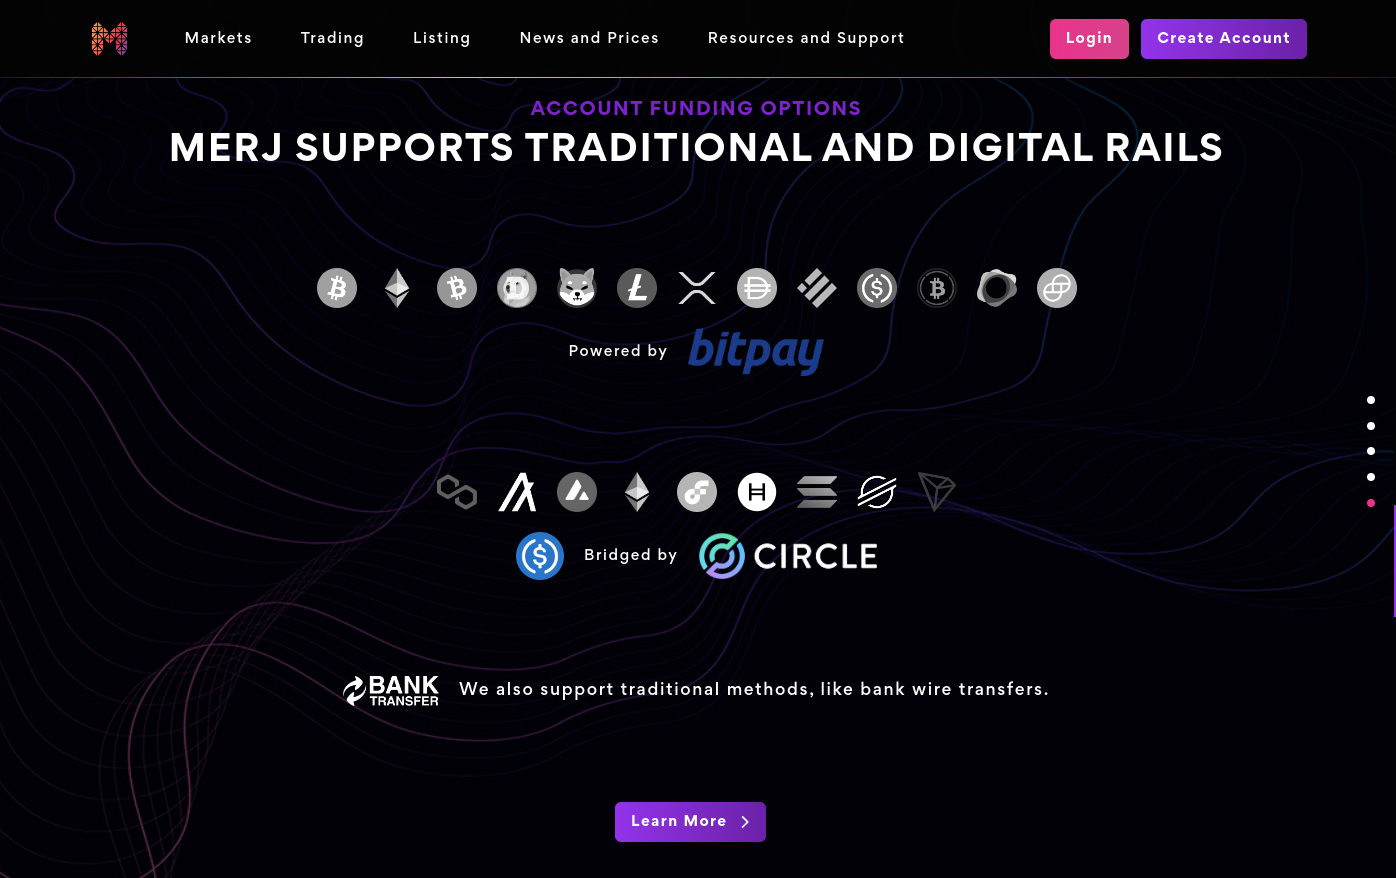 Markets Trading Listing News and Prices Resources and Support Login Create Account
ACCOUNT FUNDING OPTIONS
MERJ SUPPORTS TRADITIONAL AND DIGITAL RAILS
Powered by bitpay
Bridged by CIRCLE
BANK TRANSFER
We also support traditional methods, like bank wire transfers.
Learn More